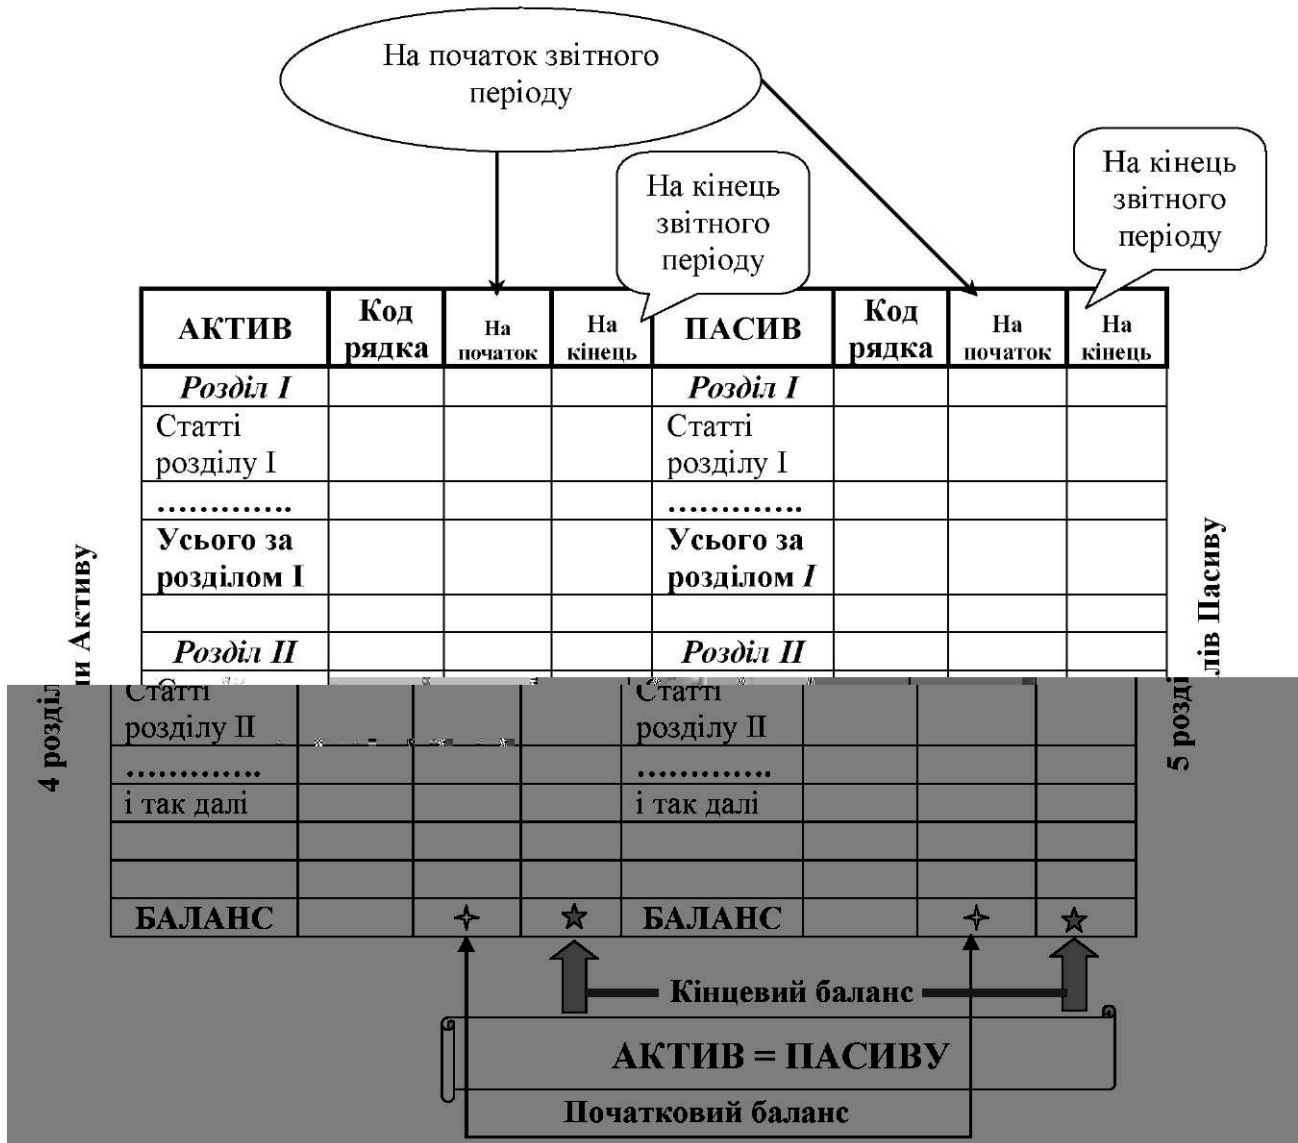 На початок звітного
періоду
На кінець
звітного
періоду
На кінець
звітного
періоду
АКТИВ Код рядка На початок На кінець ПАСИВ Код рядка На початок На кінець
Розділ I Розділ I
Статті Статті
розділу I розділу I
............. .............
Усього за Усього за
розділом I розділом I
Розділ II Розділ II
Статті Статті
розділу II розділу II
............. .............
і так далі і так далі
БАЛАНС БАЛАНС
4 розділ
и Активу
5 розді
лів Пасиву
Кінцевий баланс
АКТИВ = ПАСИВУ
Початковий баланс